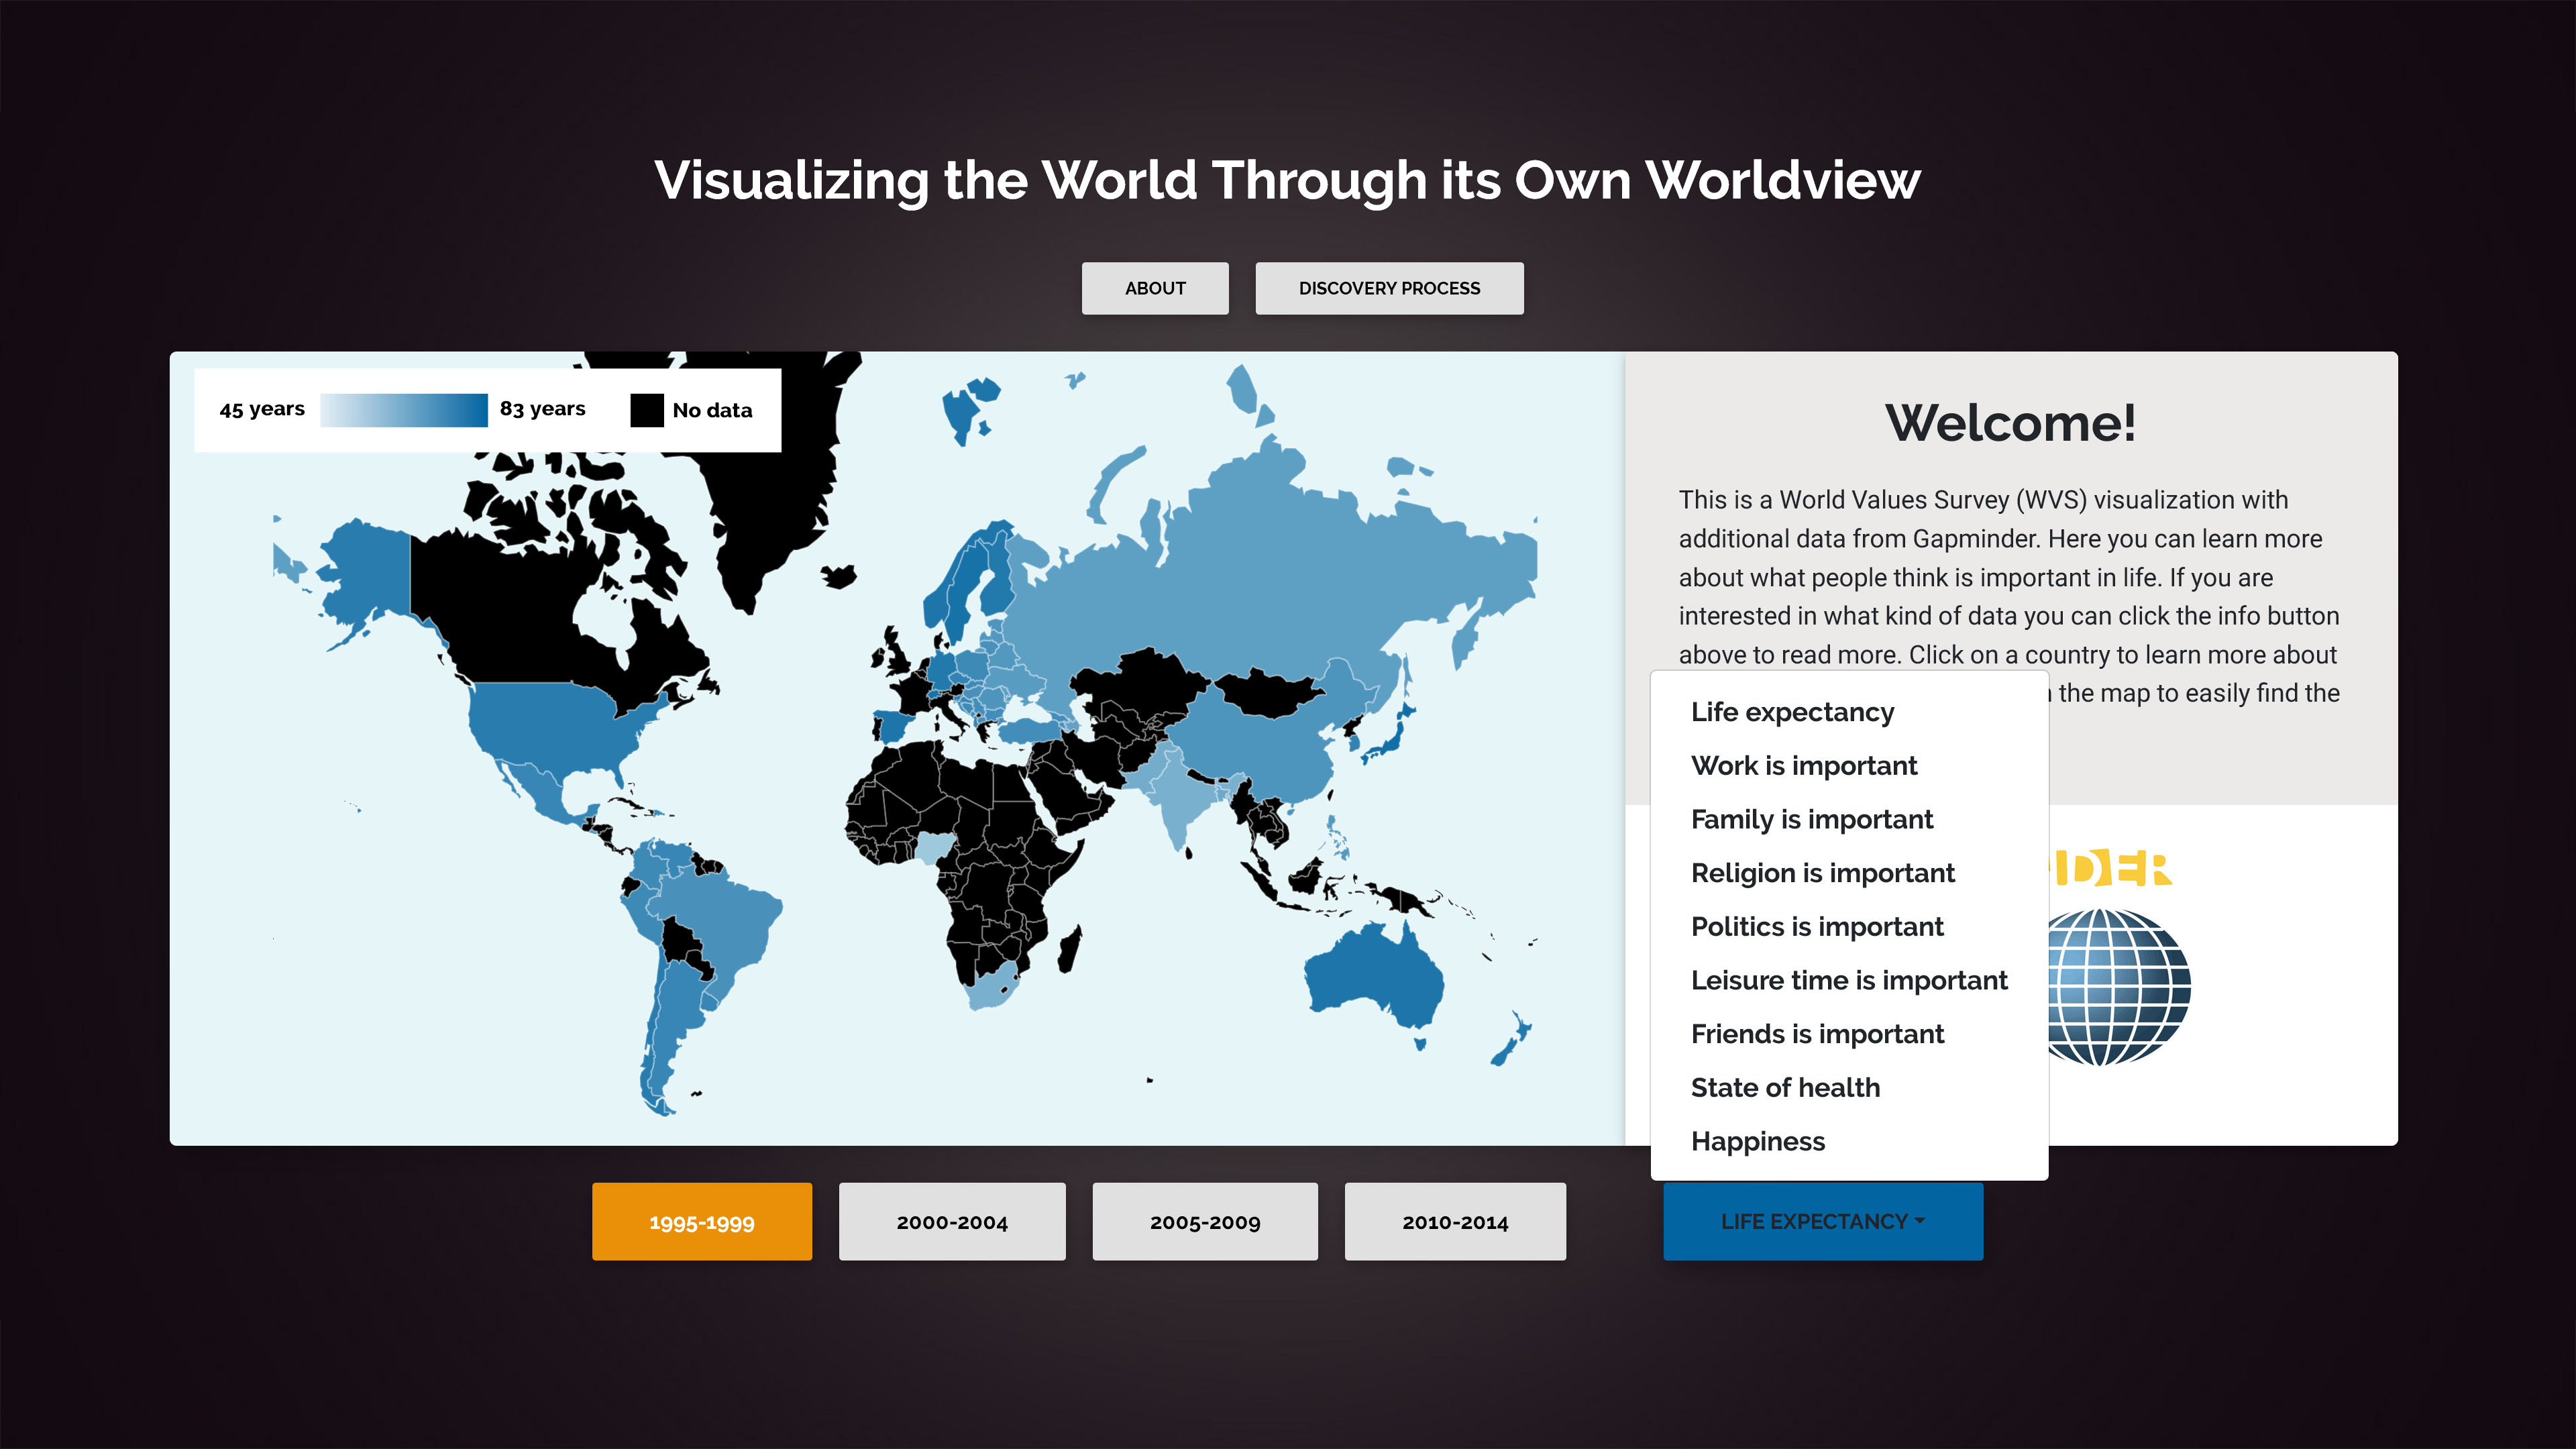 Visualizing the World Through its Own Worldview
ABOUT
DISCOVERY PROCESS
45 years
83 years
No data
Welcome!
This is a World Values Survey (WVS) visualization with
additional data from Gapminder. Here you can learn more
about what people think is important in life. If you are
interested in what kind of data you can click the info button
above to read more. Click on a country to learn more about
the map to easily find the
Life expectancy
Work is important
Family is important
Religion is important
Politics is important
Leisure time is important
Friends is important
State of health
Happiness
DER
1995-1999
2000-2004
2005-2009
2010-2014
LIFE EXPECTANCY